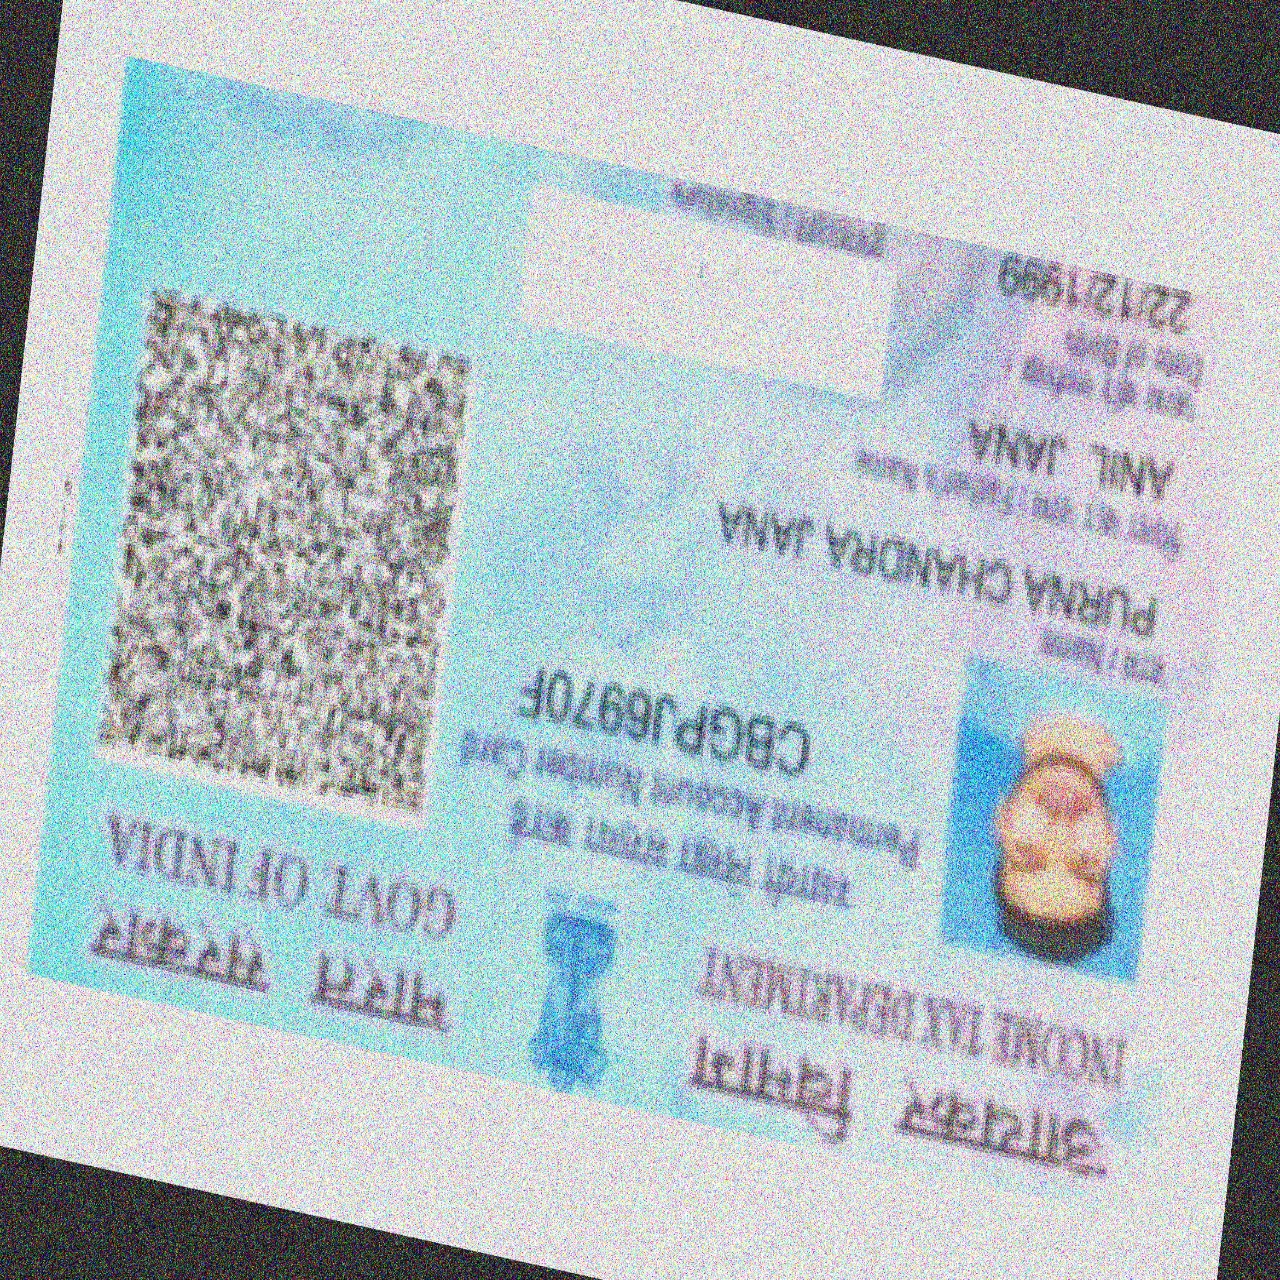 आयकर विभाग
INCOME TAX DEPARTMENT
भारत सरकार
GOVT. OF INDIA
स्थायी लेखा संख्या कार्ड
Permanent Account Number Card
CBGPJ6970F
नाम / Name
PURNA CHANDRA JANA
पिता का नाम / Father's Name
ANIL JANA
जन्म की तारीख
Date of Birth
22/12/1999
हस्ताक्षर / Signature